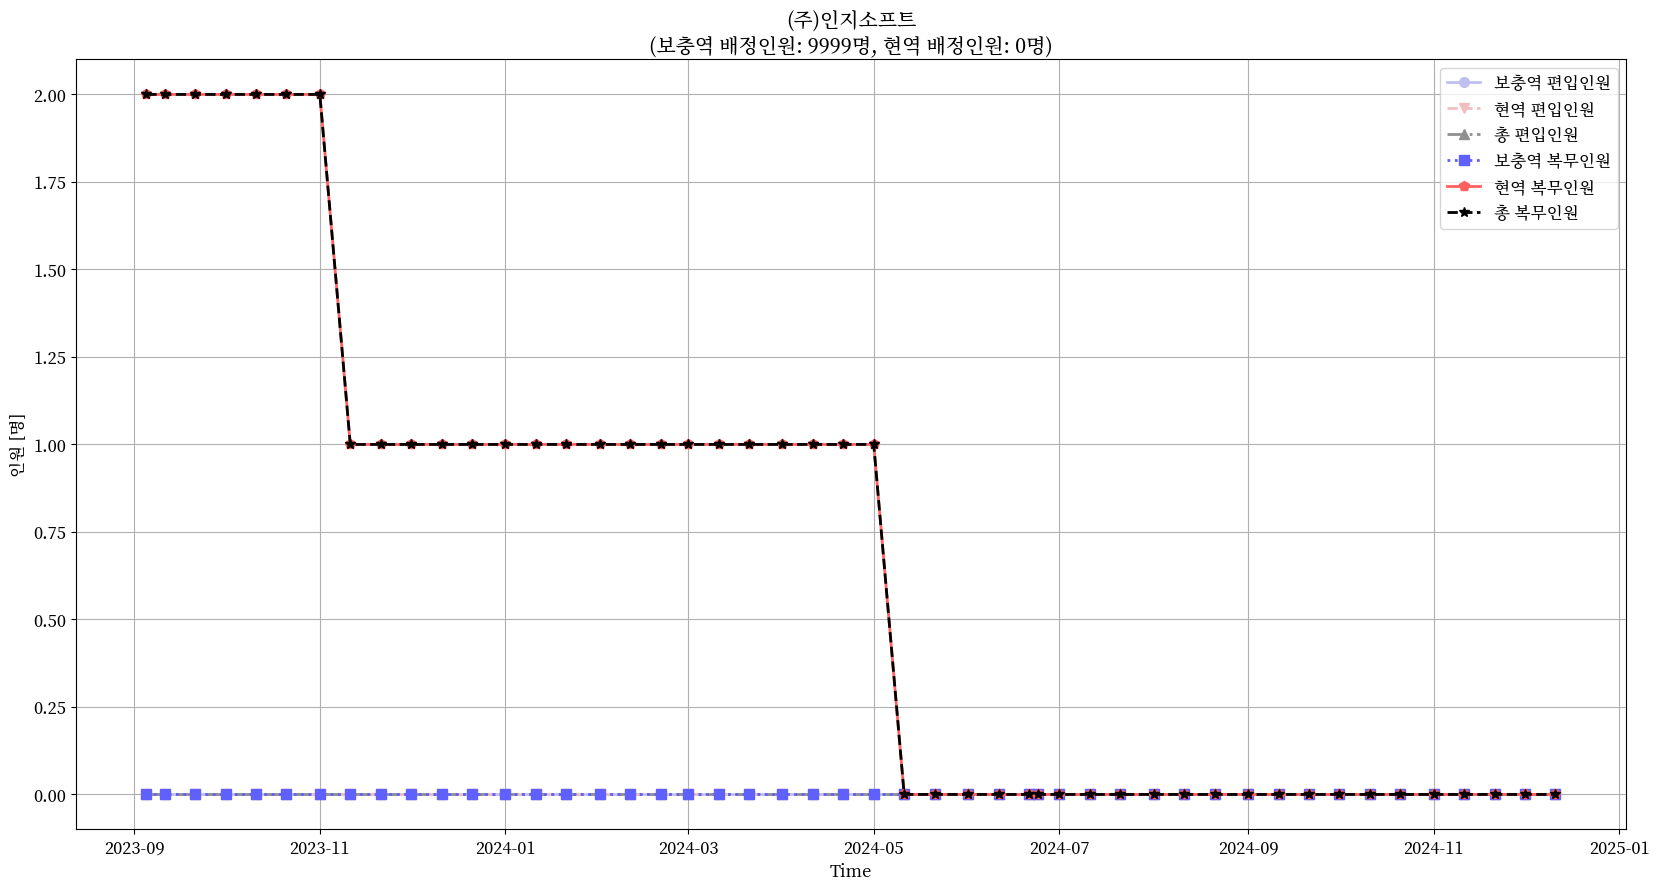 (주)인지소프트
(보충역 배정인원: 9999명, 현역 배정인원: 0명)
보충역 편입인원
현역 편입인원
총 편입인원
보충역 복무인원
현역 복무인원
총 복무인원
인원 [명]
2.00
1.75
1.50
1.25
1.00
0.75
0.50
0.25
0.00
2023-09
2023-11
2024-01
2024-03
2024-05
2024-07
2024-09
2024-11
2025-01
Time